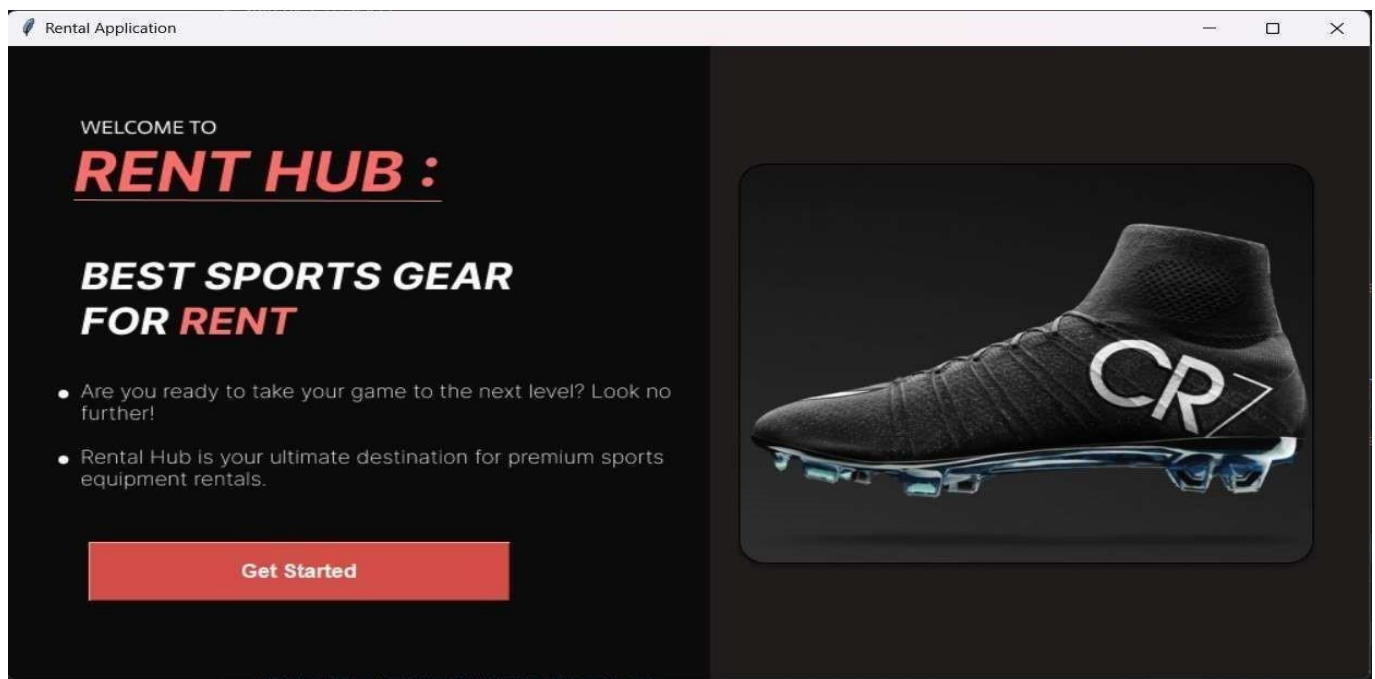 Rental Application
WELCOME TO
RENT HUB :
BEST SPORTS GEAR
FOR RENT
Are you ready to take your game to the next level? Look no
further!
Rental Hub is your ultimate destination for premium sports
equipment rentals.
Get Started
CR7